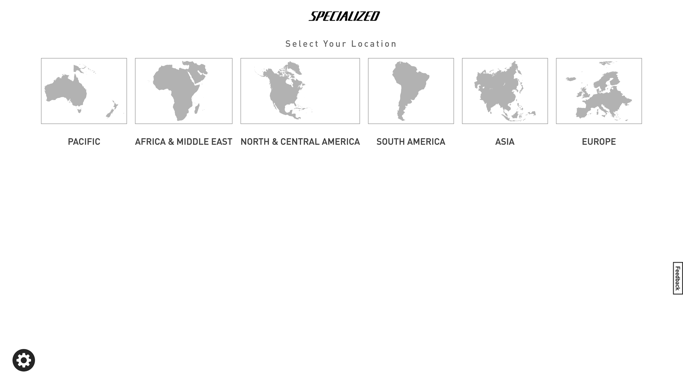 SPECIALIZED
Select Your Location
PACIFIC
AFRICA & MIDDLE EAST
NORTH & CENTRAL AMERICA
SOUTH AMERICA
ASIA
EUROPE
Feedback